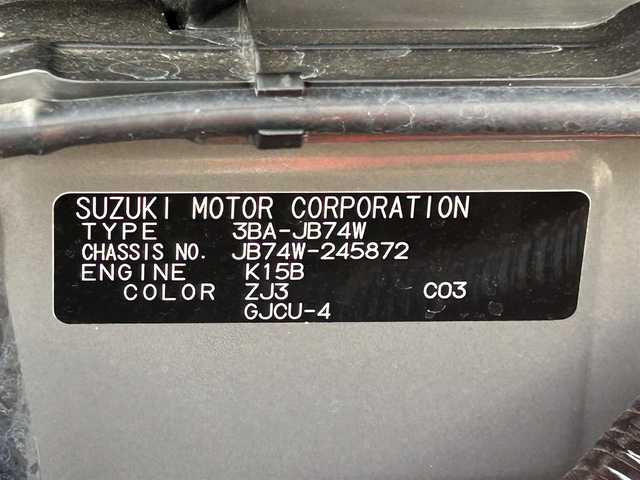 SUZUKI MOTOR CORPORATION
TYPE 3BA-JB74W
CHASSIS NO. JB74W-245872
ENGINE K15B
COLOR ZJ3 C03
GJCU-4